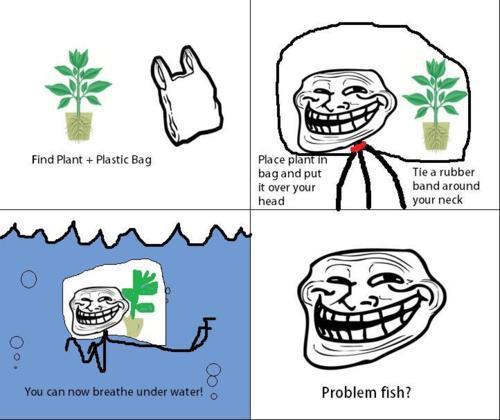 Find Plant + Plastic Bag
Place plant in
bag and put
it over your
head
Tie a rubber
band around
your neck
You can now breathe under water!
Problem fish?